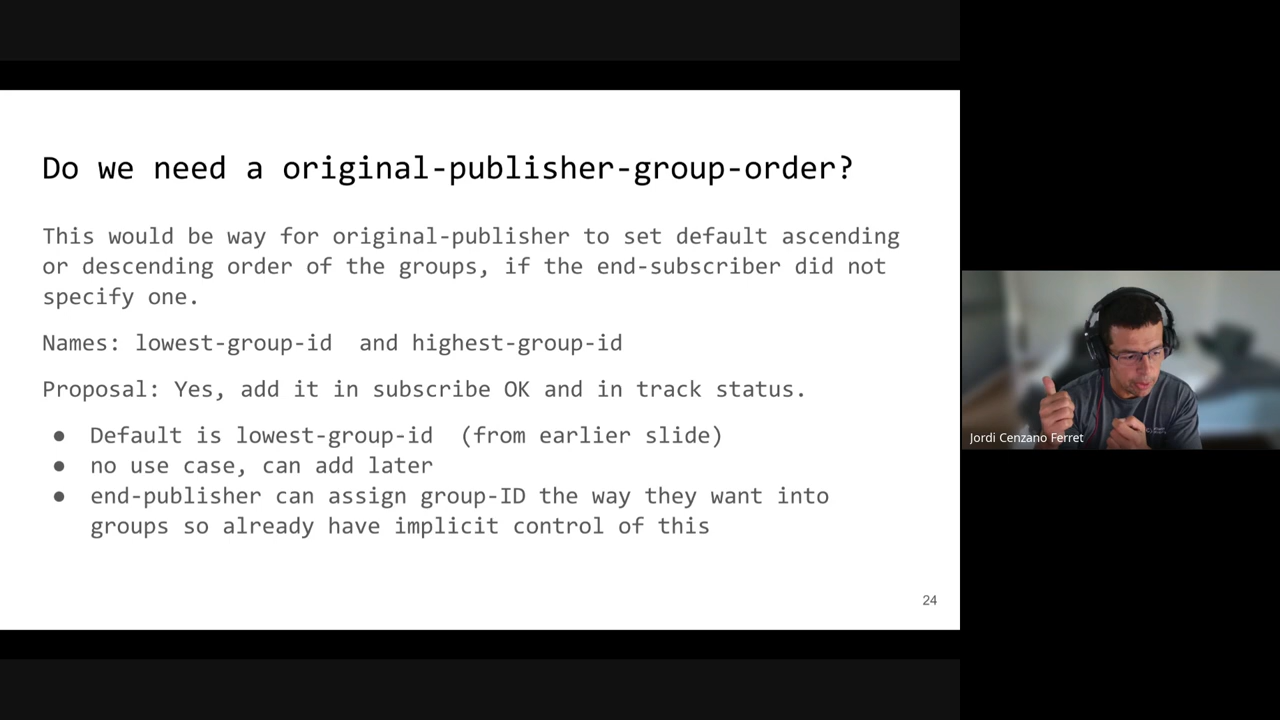 Do we need a original-publisher-group-order?
This would be way for original-publisher to set default ascending
or descending order of the groups, if the end-subscriber did not
specify one.
Names: lowest-group-id and highest-group-id
Proposal: Yes, add it in subscribe OK and in track status.
● Default is lowest-group-id (from earlier slide)
● no use case, can add later
● end-publisher can assign group-ID the way they want into
groups so already have implicit control of this
24
Jordi Cenzano Ferret